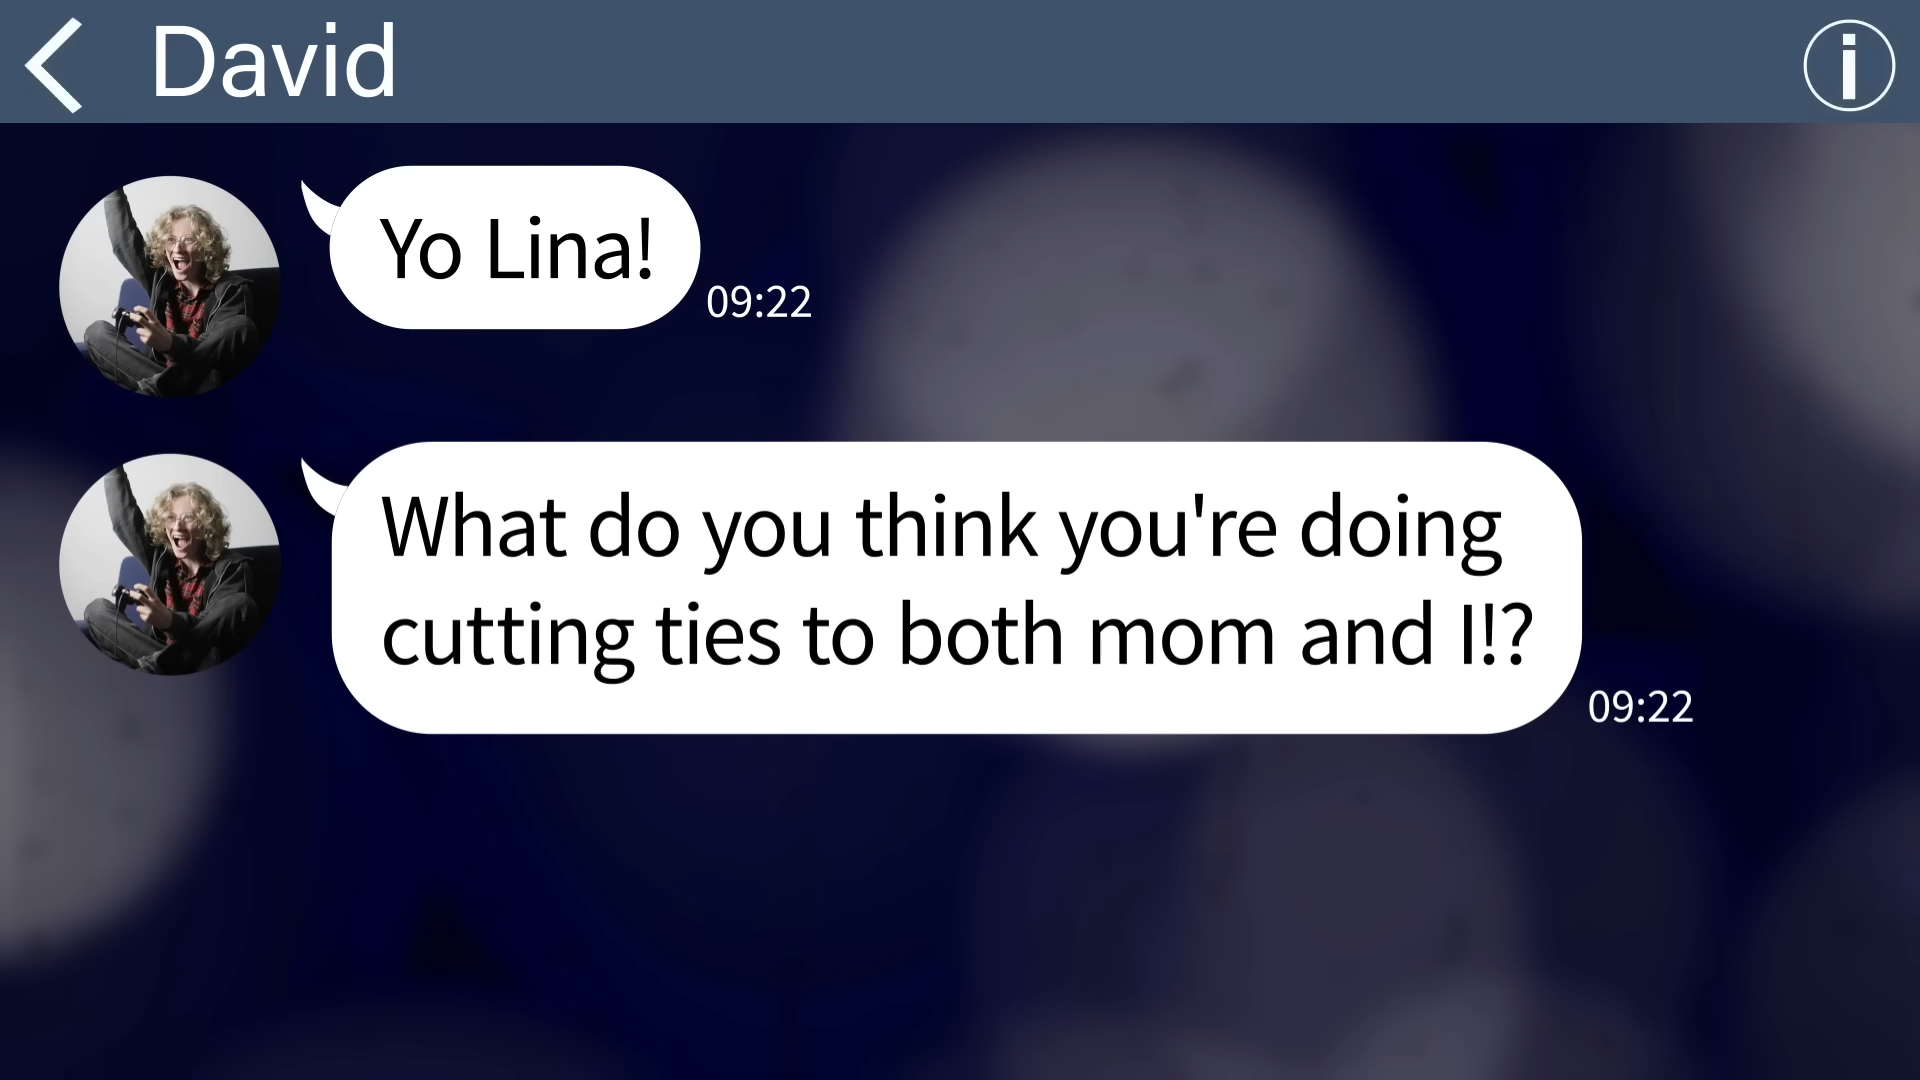 David
Yo Lina!
09:22
What do you think you're doing
cutting ties to both mom and I!?
09:22